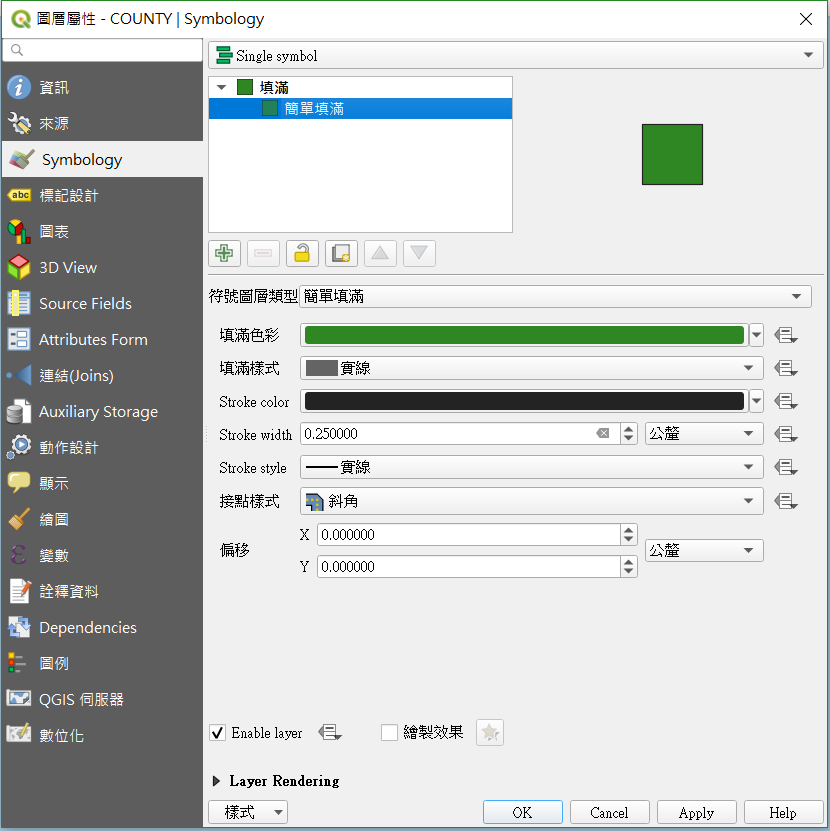 圖層屬性 - COUNTY | Symbology
資訊
來源
Symbology
abc 標記設計
圖表
3D View
Source Fields
Attributes Form
連結(Joins)
Auxiliary Storage
動作設計
顯示
繪圖
變數
詮釋資料
Dependencies
圖例
QGIS 伺服器
數位化
Single symbol
填滿
簡單填滿
符號圖層類型 簡單填滿
填滿色彩
填滿樣式 實線
Stroke color
Stroke width 0.250000 公釐
Stroke style 實線
接點樣式 斜角
偏移
X 0.000000
公釐
Y 0.000000
Enable layer 繪製效果
Layer Rendering
樣式 OK Cancel Apply Help